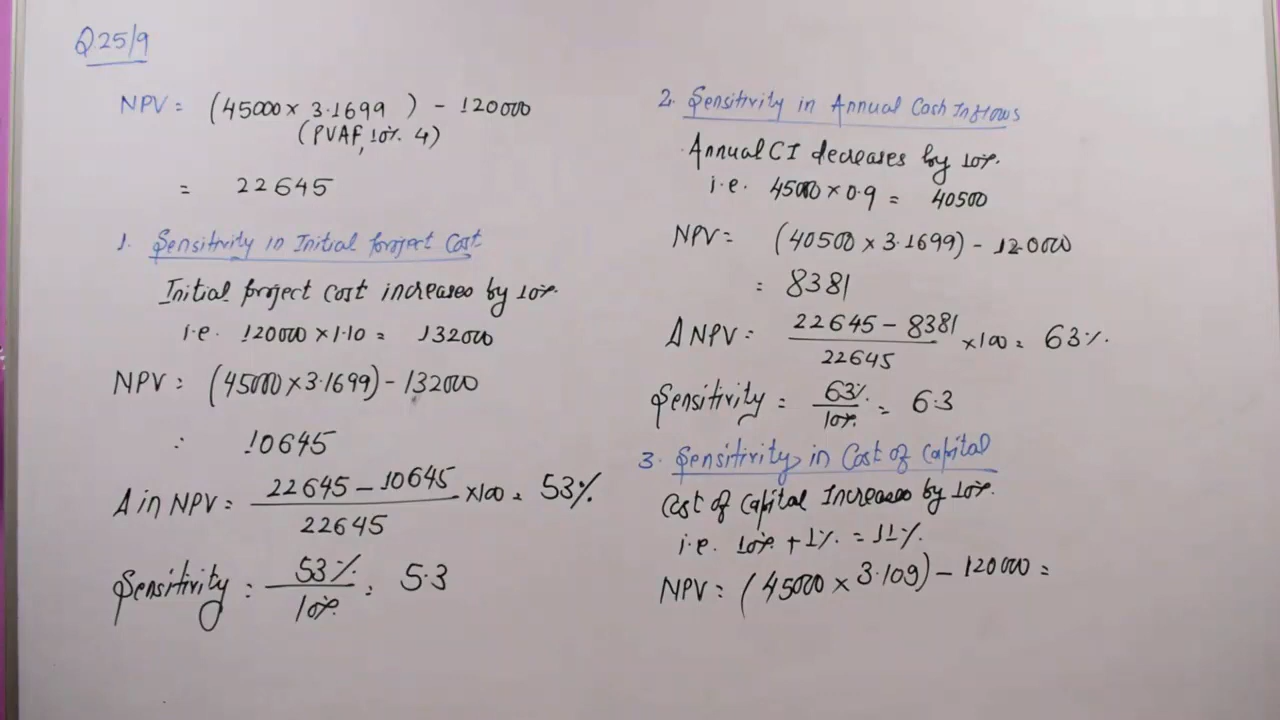 Q.25/9
NPV = (45000 × 3.1699 ) - 120000
(PVAF, 10%. 4)
= 22645
1. Sensitivity in Initial project Cost
Initial project cost increases by 10%.
i.e. 120000 × 1.10 = 132000
NPV = (45000 × 3.1699) - 132000
: 10645
Δ in NPV = 22645 - 10645 × 100 = 53%
22645
Sensitivity = 53% = 5.3
10%
2. Sensitivity in Annual Cash Inflows
Annual CI decreases by 10%.
i.e. 45000 × 0.9 = 40500
NPV = (40500 × 3.1699) - 120000
= 8381
Δ NPV = 22645 - 8381 × 100 = 63%.
22645
Sensitivity = 63% = 6.3
10%
3. Sensitivity in Cost of Capital
Cost of Capital Increases by 10%.
i.e. 10% + 1% = 11%.
NPV = (45000 × 3.109) - 120000 =